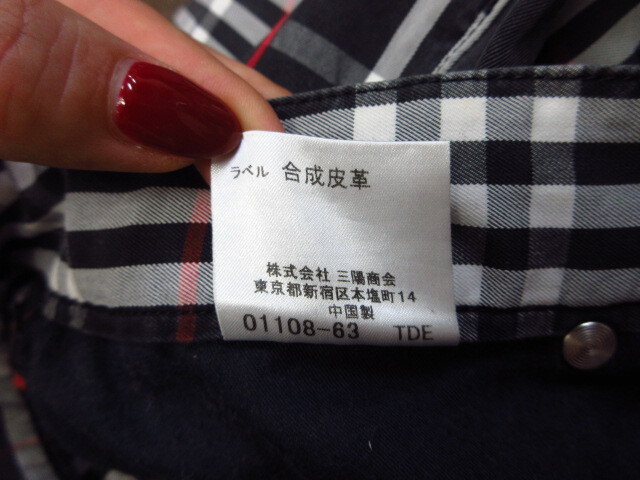 ラベル 合成皮革
株式会社 三陽商会
東京都新宿区本塩町14
中国製
01108-63 TDE